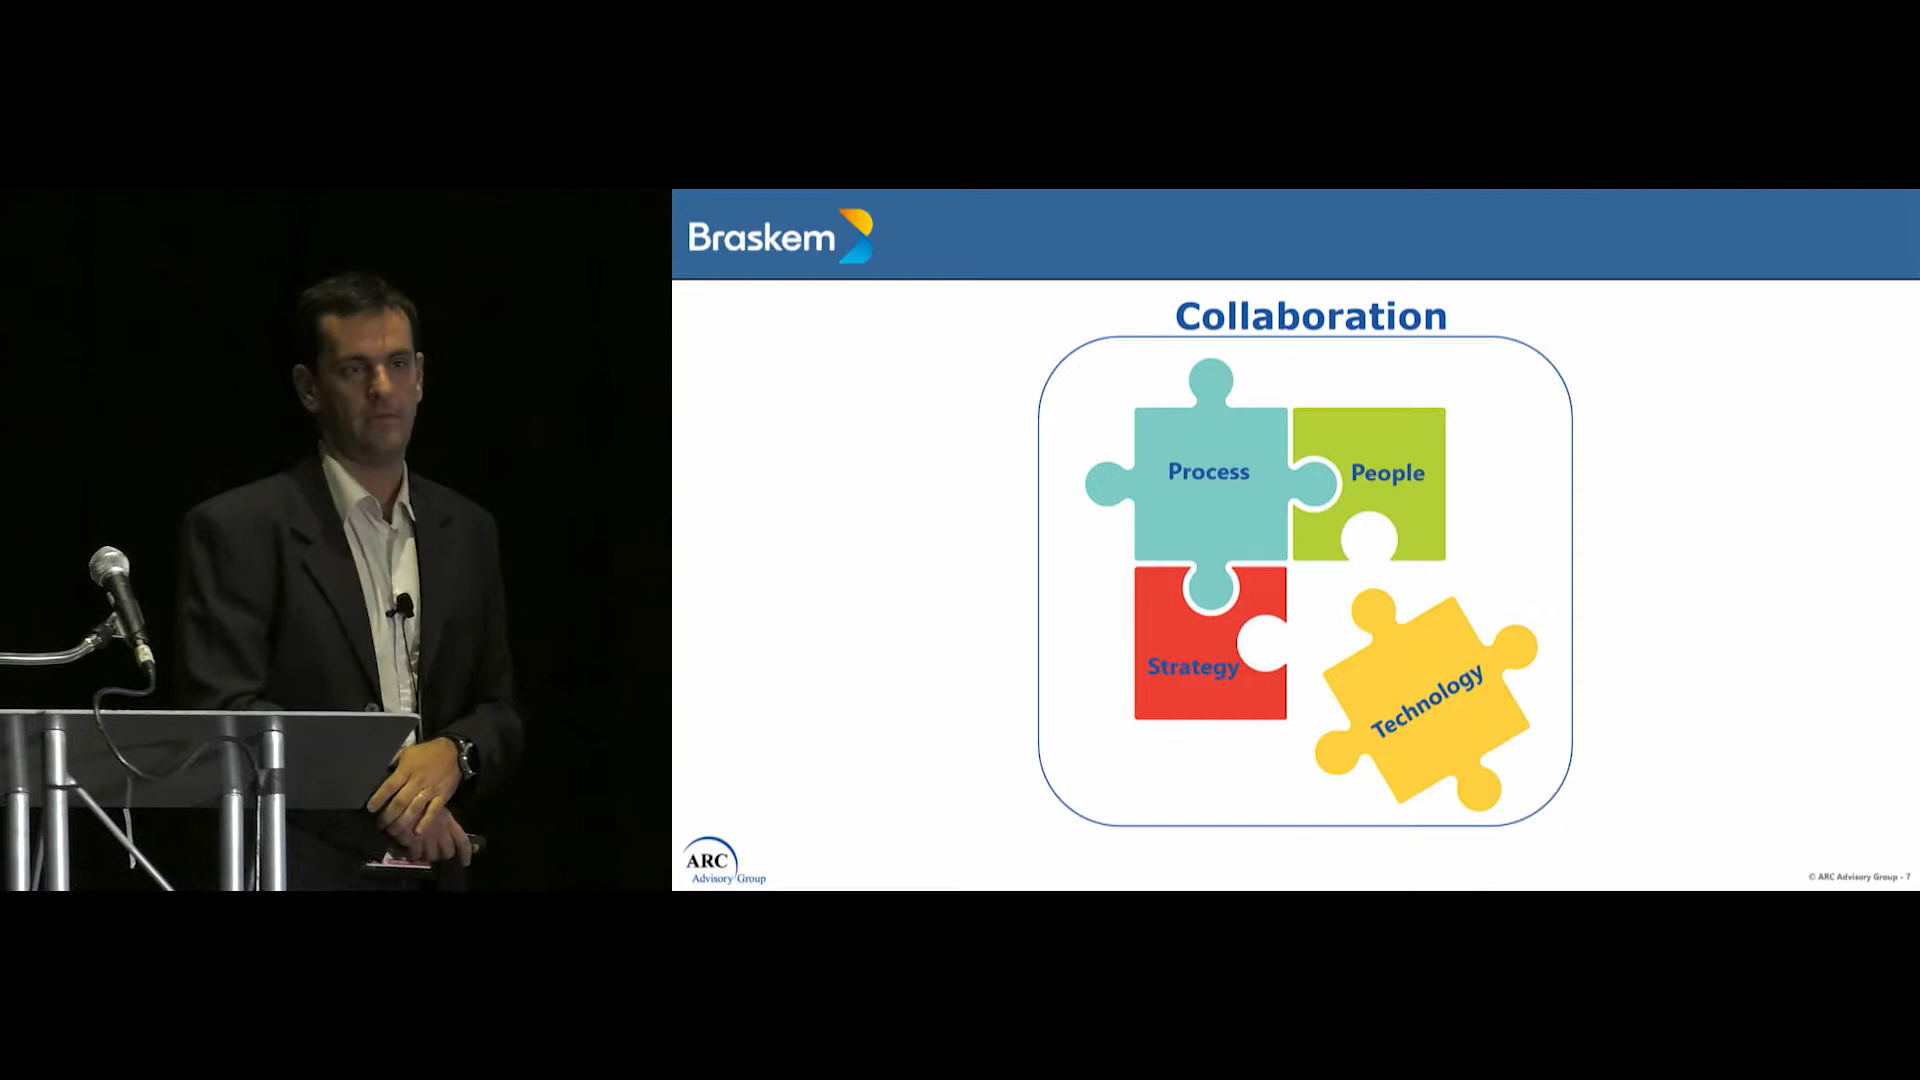 Braskem
Collaboration
Process
People
Strategy
Technology
ARC
Advisory Group
© ARC Advisory Group - 7